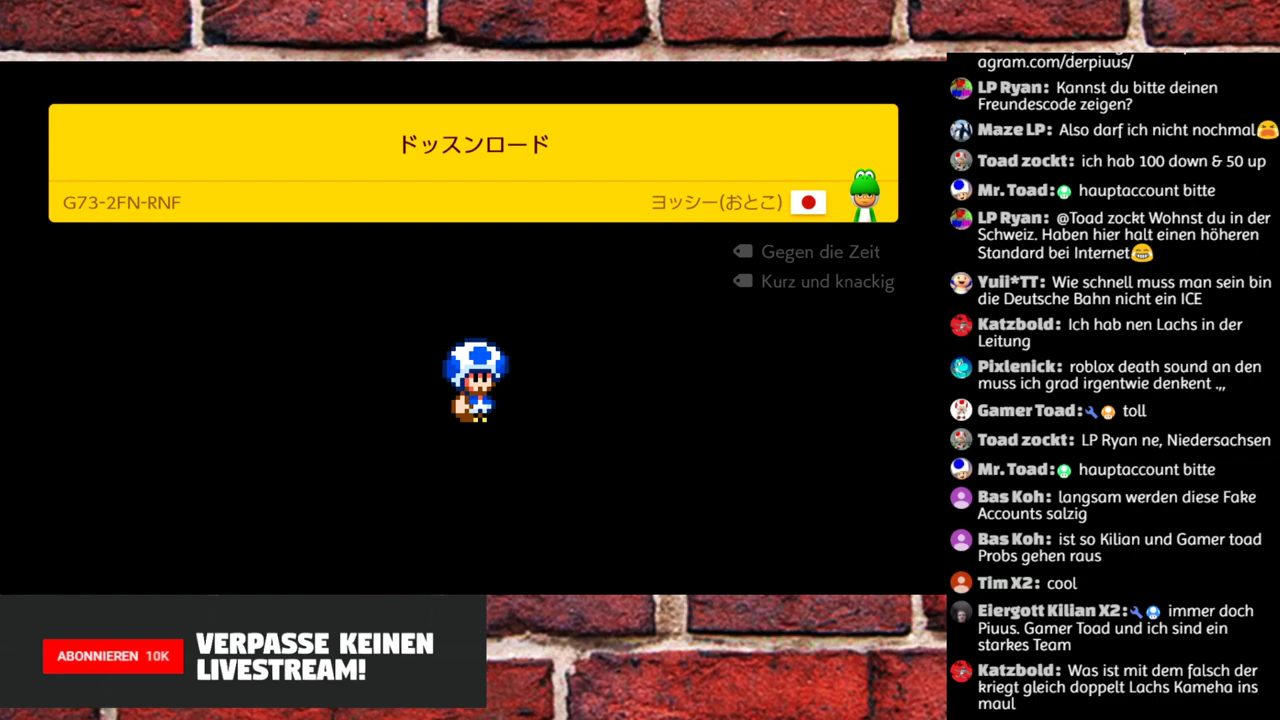 ドッスンロード
G73-2FN-RNF
ヨッシー(おとこ)
Gegen die Zeit
Kurz und knackig
ABONNIEREN 10K
VERPASSE KEINEN
LIVESTREAM!
agram.com/derpiuus/
LP Ryan: Kannst du bitte deinen
Freundescode zeigen?
Maze LP: Also darf ich nicht nochmal😫
Toad zockt: ich hab 100 down & 50 up
Mr. Toad: hauptaccount bitte
LP Ryan: @Toad zockt Wohnst du in der
Schweiz. Haben hier halt einen höheren
Standard bei Internet😁
Yuii*TT: Wie schnell muss man sein bin
die Deutsche Bahn nicht ein ICE
Katzbold: Ich hab nen Lachs in der
Leitung
Pixlenick: roblox death sound an den
muss ich grad irgentwie denkent .,,
Gamer Toad: toll
Toad zockt: LP Ryan ne, Niedersachsen
Mr. Toad: hauptaccount bitte
Bas Koh: langsam werden diese Fake
Accounts salzig
Bas Koh: ist so Kilian und Gamer toad
Probs gehen raus
Tim X2: cool
Eiergott Kilian X2: immer doch
Piuus. Gamer Toad und ich sind ein
starkes Team
Katzbold: Was ist mit dem falsch der
kriegt gleich doppelt Lachs Kameha ins
maul